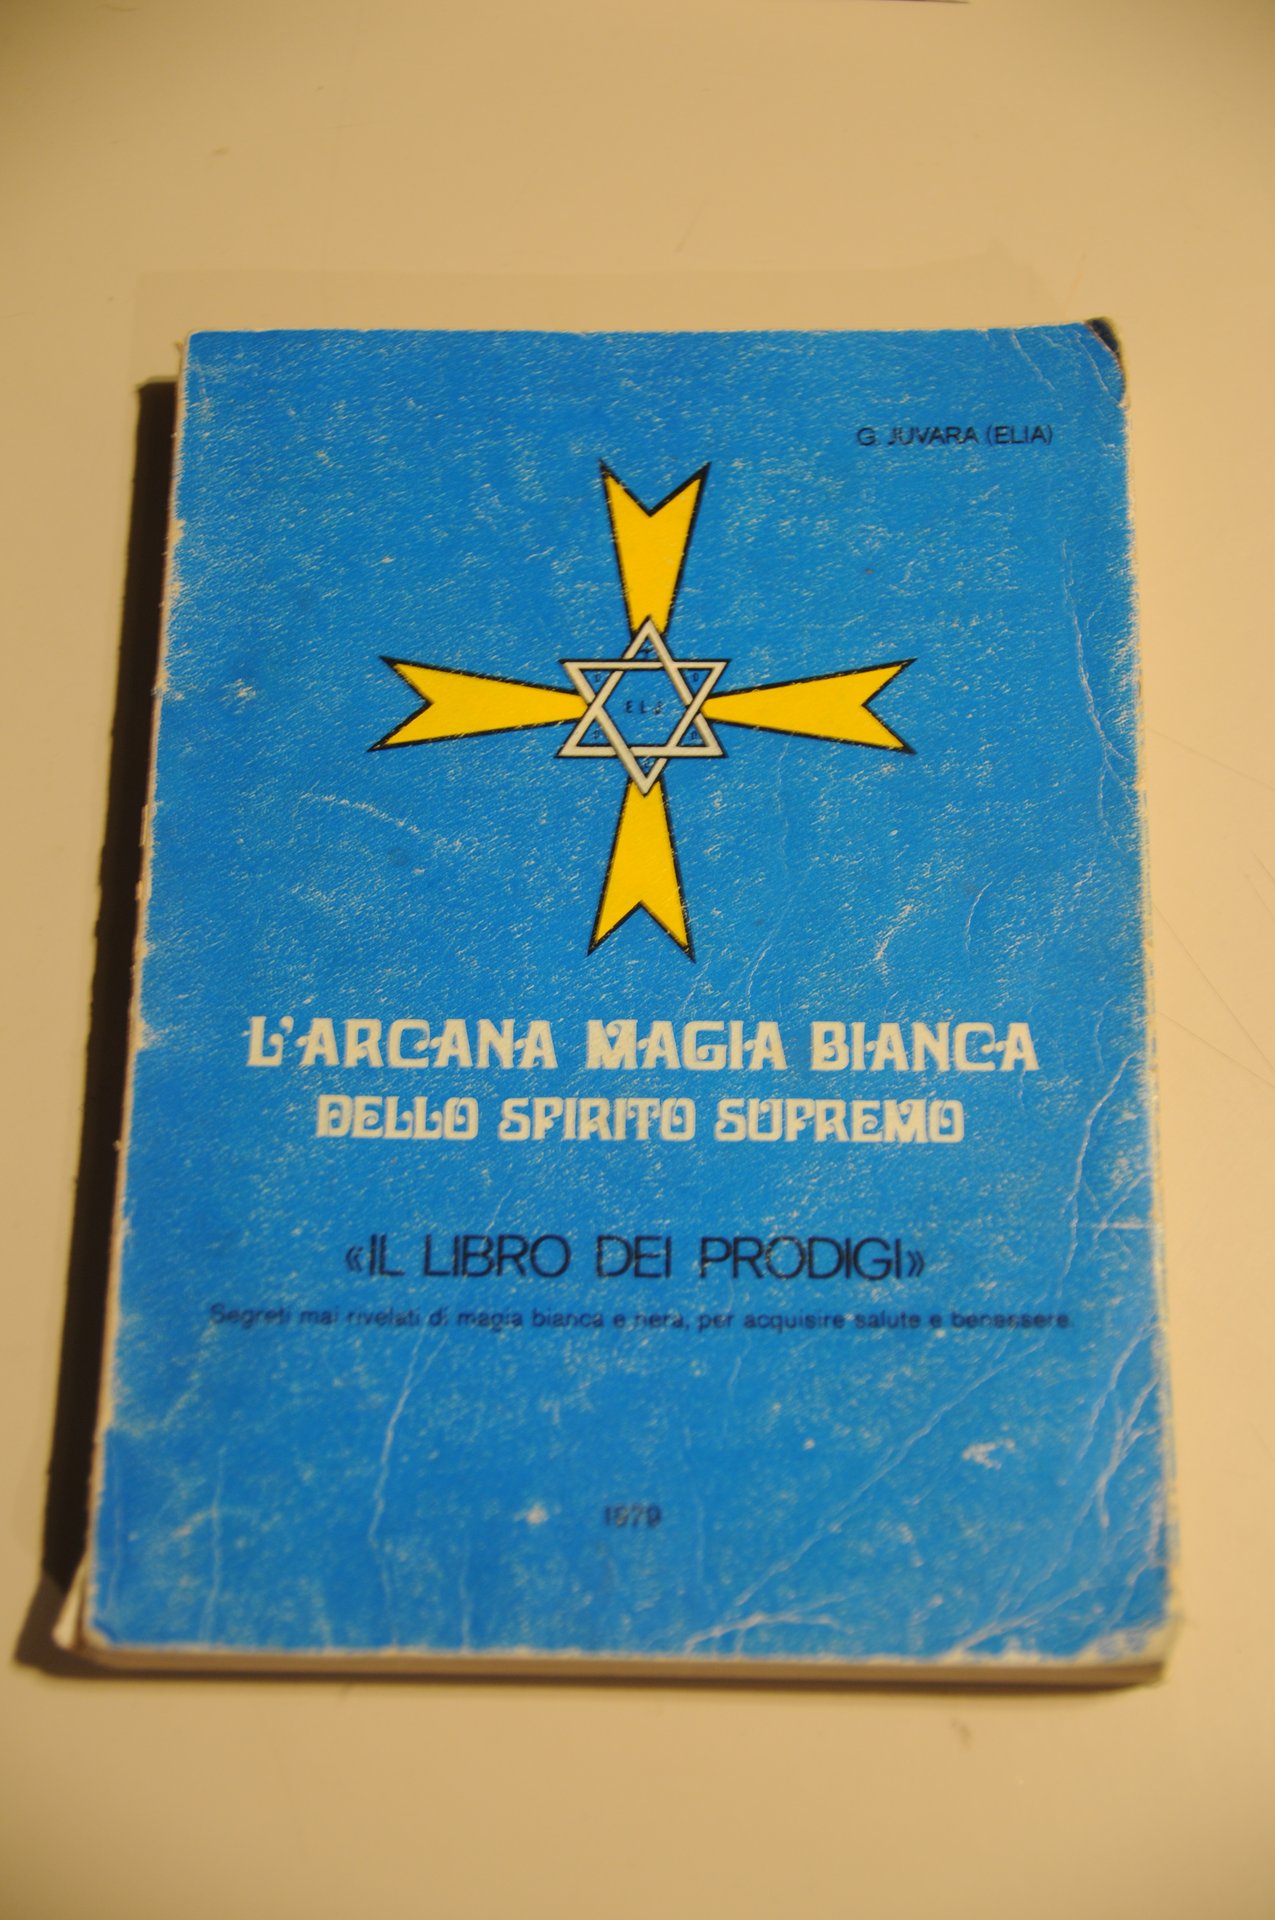 G. JUVARA (ELIA)
E L J
L'ARCANA MAGIA BIANCA
DELLO SPIRITO SUPREMO
«IL LIBRO DEI PRODIGI»
Segreti mai rivelati di magia bianca e nera, per acquisire salute e benessere.
1979